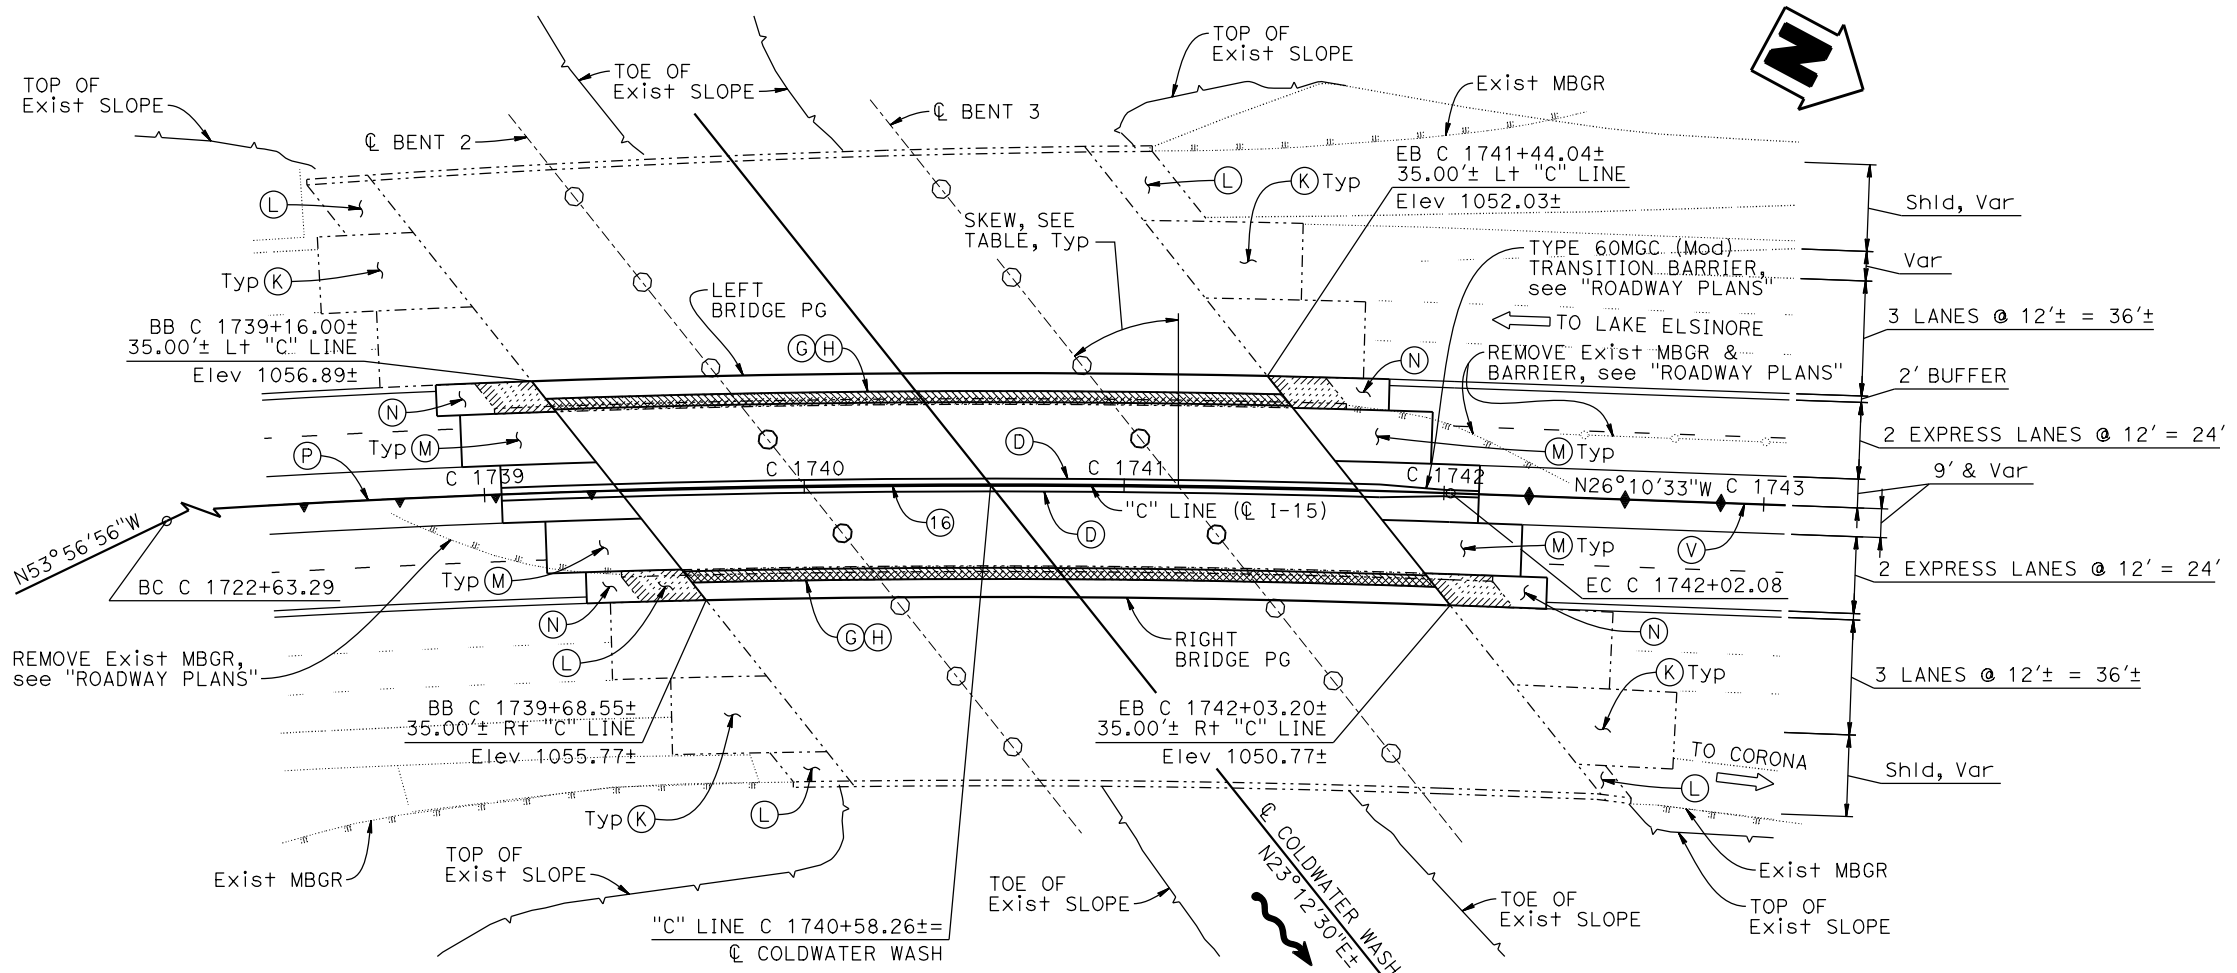 TOP OF
Exist SLOPE
TOE OF
Exist SLOPE
TOP OF
Exist SLOPE
Exist MBGR
N
℄ BENT 2
℄ BENT 3
EB C 1741+44.04±
35.00'± Lt "C" LINE
Elev 1052.03±
L
L
K Typ
Shld, Var
SKEW, SEE
TABLE, Typ
TYPE 60MGC (Mod)
TRANSITION BARRIER,
see "ROADWAY PLANS"
Var
Typ K
LEFT
BRIDGE PG
BB C 1739+16.00±
35.00'± Lt "C" LINE
Elev 1056.89±
G H
TO LAKE ELSINORE
3 LANES @ 12'± = 36'±
REMOVE Exist MBGR &
BARRIER, see "ROADWAY PLANS"
N
2' BUFFER
N
Typ M
D
M Typ
2 EXPRESS LANES @ 12' = 24'
P
C 1739
C 1740
C 1741
C 1742
N26°10'33"W
C 1743
9' & Var
16
D
"C" LINE (℄ I-15)
N53°56'56"W
BC C 1722+63.29
Typ M
M Typ
V
2 EXPRESS LANES @ 12' = 24'
EC C 1742+02.08
N
G H
N
REMOVE Exist MBGR,
see "ROADWAY PLANS"
L
RIGHT
BRIDGE PG
K Typ
3 LANES @ 12'± = 36'±
BB C 1739+68.55±
35.00'± Rt "C" LINE
Elev 1055.77±
EB C 1742+03.20±
35.00'± Rt "C" LINE
Elev 1050.77±
TO CORONA
Shld, Var
L
Typ K
L
℄ COLDWATER WASH
N23°12'30"E±
Exist MBGR
TOP OF
Exist SLOPE
TOE OF
Exist SLOPE
TOE OF
Exist SLOPE
Exist MBGR
TOP OF
Exist SLOPE
"C" LINE C 1740+58.26±=
℄ COLDWATER WASH